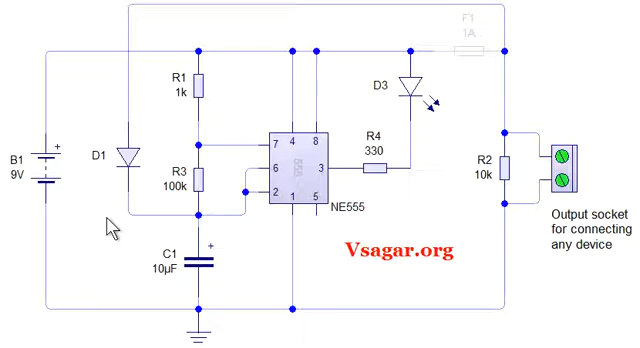 F1
1A
R1
1k
D3
7
4
8
D1
B1
9V
+
R3
100k
6
2
555
3
1
5
NE555
R4
330
R2
10k
C1
10µF
+
Vsagar.org
Output socket
for connecting
any device